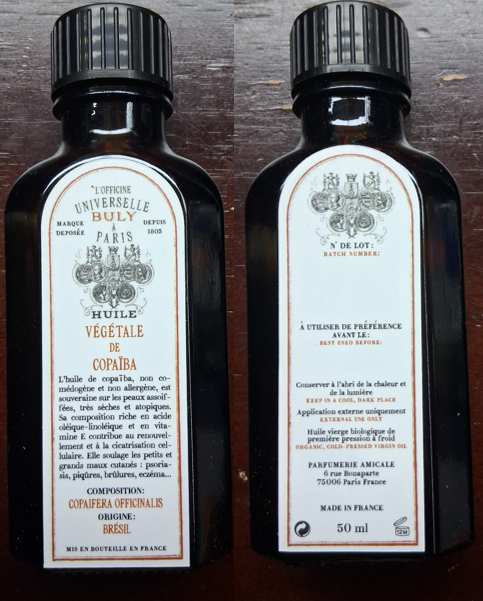 L'OFFICINE
UNIVERSELLE
BULY
MARQUE DEPUIS
DEPOSÉE 1803
À
PARIS
HUILE
VÉGÉTALE
DE
COPAÏBA
L'huile de copaïba, non co-
médogène et non allergène, est
souveraine sur les peaux assoif-
fées, très sèches et atopiques.
Sa composition riche en acide
oléique-linoléique et en vita-
mine E contribue au renouvel-
lement et à la cicatrisation cel-
lulaire. Elle soulage les petits et
grands maux cutanés : psoria-
sis, piqûres, brûlures, eczéma...
COMPOSITION:
COPAIFERA OFFICINALIS
ORIGINE:
BRÉSIL
MIS EN BOUTEILLE EN FRANCE
N° DE LOT :
BATCH NUMBER:
À UTILISER DE PRÉFÉRENCE
AVANT LE :
BEST USED BEFORE:
Conserver à l'abri de la chaleur et
de la lumière
KEEP IN A COOL, DARK PLACE
Application externe uniquement
EXTERNAL USE ONLY
Huile vierge biologique de
première pression à froid
ORGANIC, COLD-PRESSED VIRGIN OIL
PARFUMERIE AMICALE
6 rue Bonaparte
75006 Paris France
MADE IN FRANCE
50 ml
12M